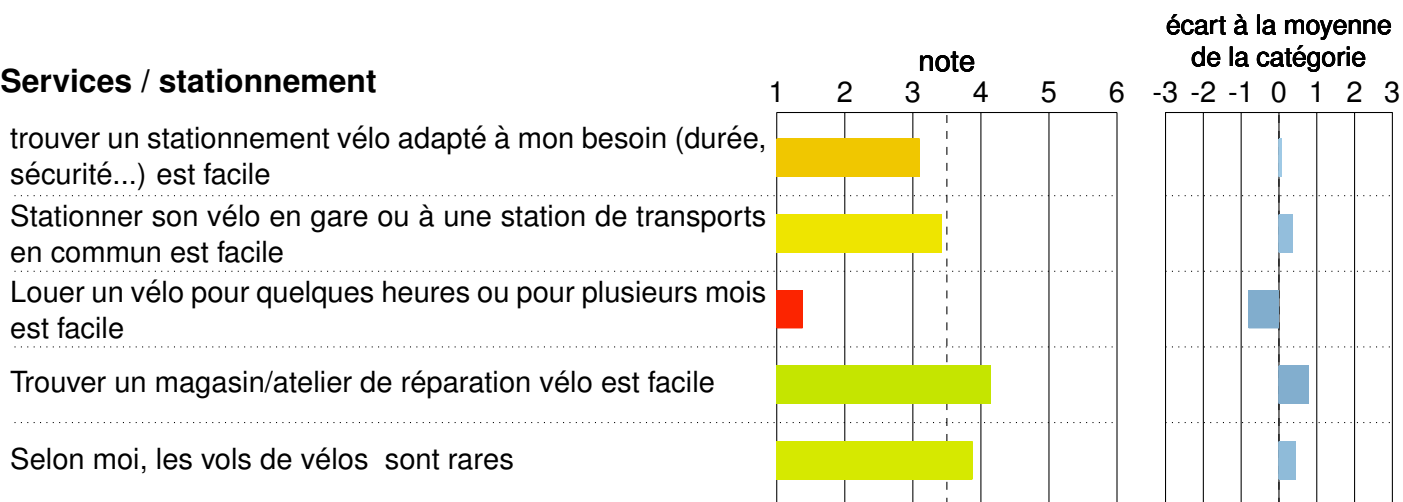 écart à la moyenne
de la catégorie
note
Services / stationnement
1 2 3 4 5 6
-3 -2 -1 0 1 2 3
trouver un stationnement vélo adapté à mon besoin (durée,
sécurité...) est facile
Stationner son vélo en gare ou à une station de transports
en commun est facile
Louer un vélo pour quelques heures ou pour plusieurs mois
est facile
Trouver un magasin/atelier de réparation vélo est facile
Selon moi, les vols de vélos sont rares